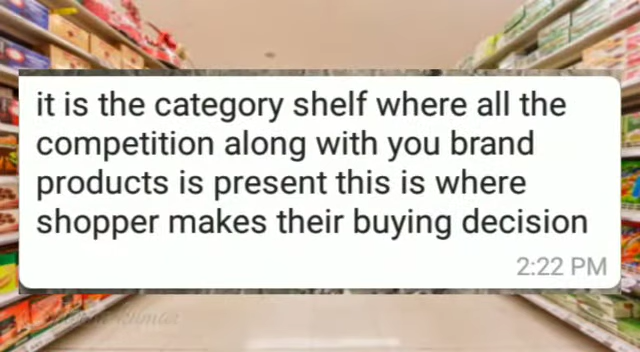 it is the category shelf where all the
competition along with you brand
products is present this is where
shopper makes their buying decision
2:22 PM